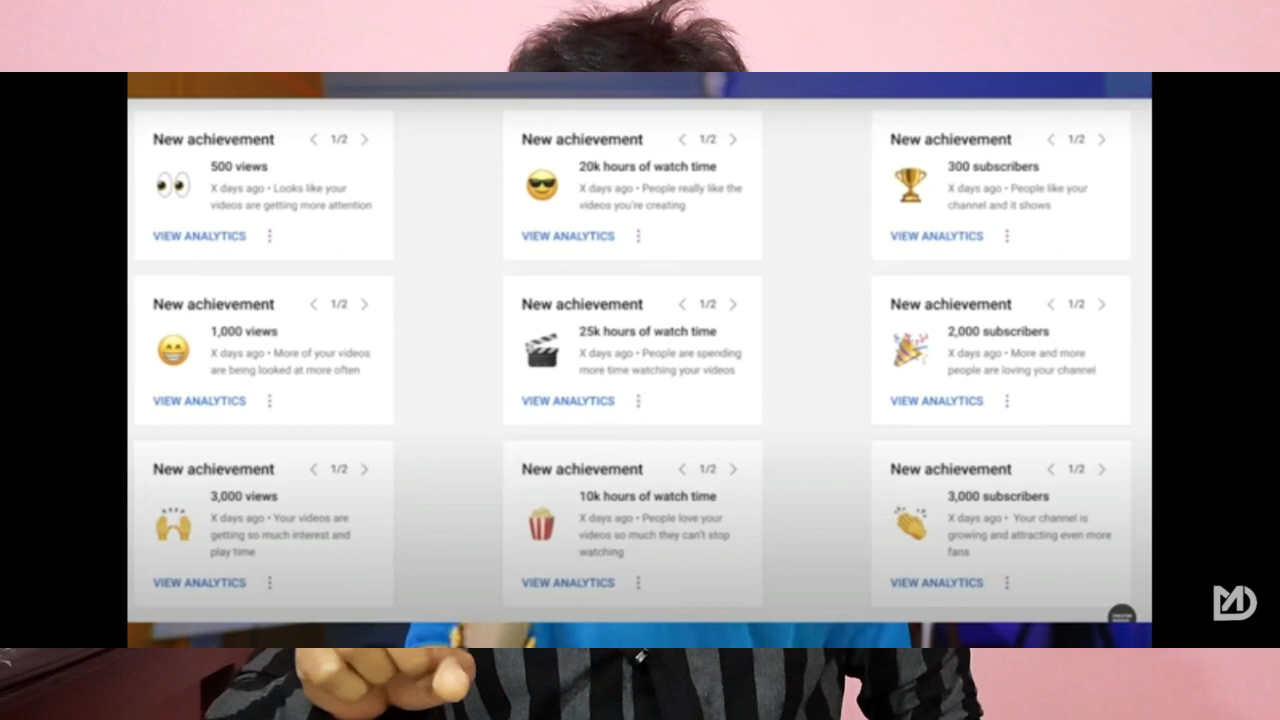 New achievement < 1/2 >
500 views
X days ago • Looks like your
videos are getting more attention
VIEW ANALYTICS
New achievement < 1/2 >
20k hours of watch time
X days ago • People really like the
videos you're creating
VIEW ANALYTICS
New achievement < 1/2 >
300 subscribers
X days ago • People like your
channel and it shows
VIEW ANALYTICS
New achievement < 1/2 >
1,000 views
X days ago • More of your videos
are being looked at more often
VIEW ANALYTICS
New achievement < 1/2 >
25k hours of watch time
X days ago • People are spending
more time watching your videos
VIEW ANALYTICS
New achievement < 1/2 >
2,000 subscribers
X days ago • More and more
people are loving your channel
VIEW ANALYTICS
New achievement < 1/2 >
3,000 views
X days ago • Your videos are
getting so much interest and
play time
VIEW ANALYTICS
New achievement < 1/2 >
10k hours of watch time
X days ago • People love your
videos so much they can't stop
watching
VIEW ANALYTICS
New achievement < 1/2 >
3,000 subscribers
X days ago • Your channel is
growing and attracting even more
fans
VIEW ANALYTICS